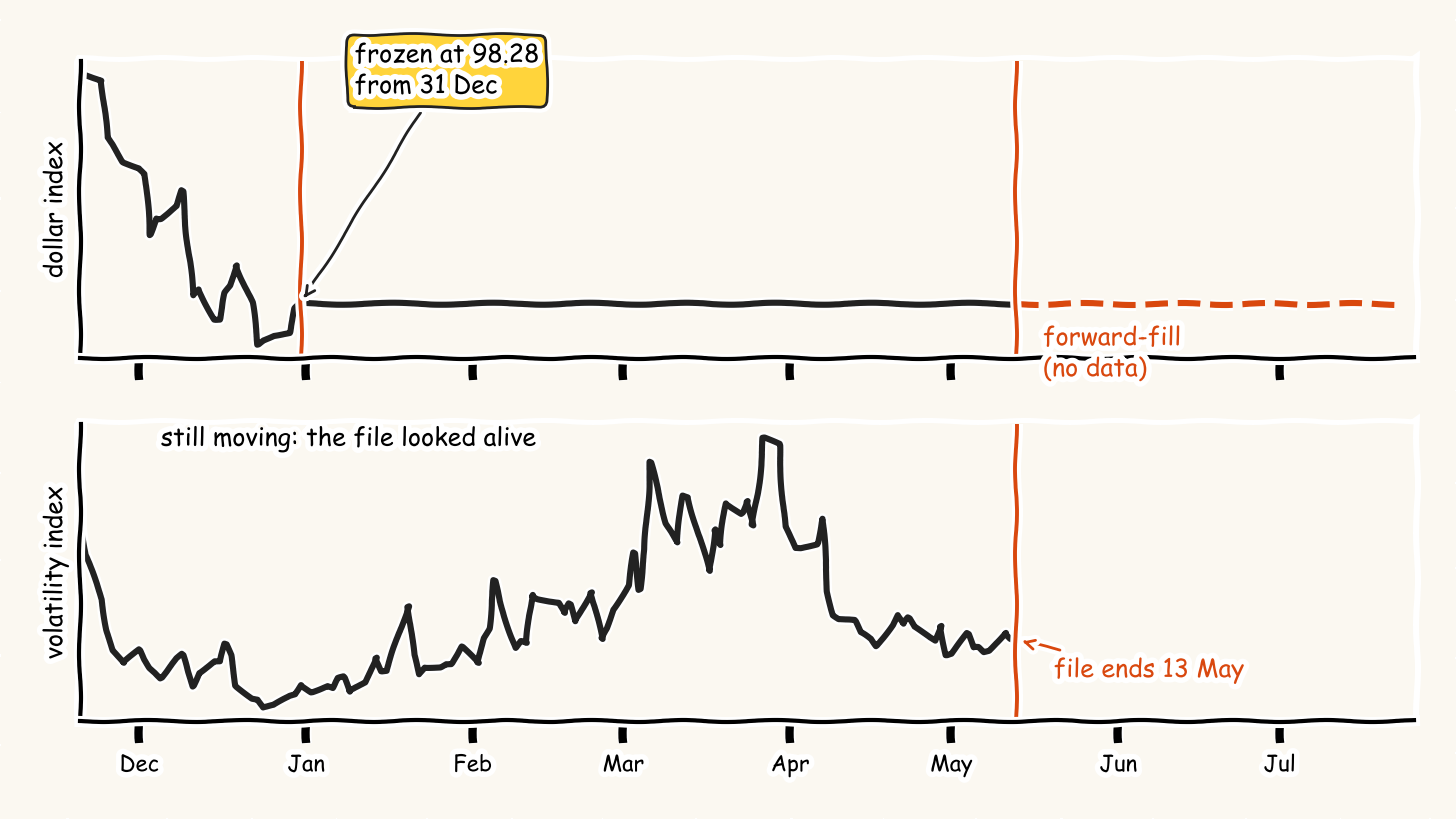 frozen at 98.28
from 31 Dec
dollar index
forward-fill
(no data)
still moving: the file looked alive
volatility index
file ends 13 May
Dec Jan Feb Mar Apr May Jun Jul